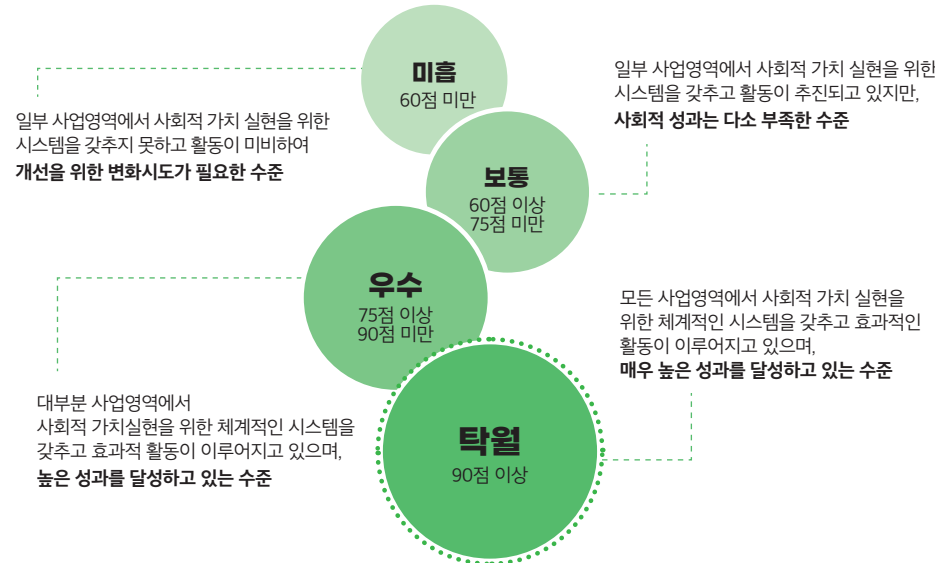 미흡
60점 미만
일부 사업영역에서 사회적 가치 실현을 위한
시스템을 갖추지 못하고 활동이 미비하여
개선을 위한 변화시도가 필요한 수준
보통
60점 이상
75점 미만
일부 사업영역에서 사회적 가치 실현을 위한
시스템을 갖추고 활동이 추진되고 있지만,
사회적 성과는 다소 부족한 수준
우수
75점 이상
90점 미만
대부분 사업영역에서
사회적 가치실현을 위한 체계적인 시스템을
갖추고 효과적 활동이 이루어지고 있으며,
높은 성과를 달성하고 있는 수준
탁월
90점 이상
모든 사업영역에서 사회적 가치 실현을
위한 체계적인 시스템을 갖추고 효과적인
활동이 이루어지고 있으며,
매우 높은 성과를 달성하고 있는 수준